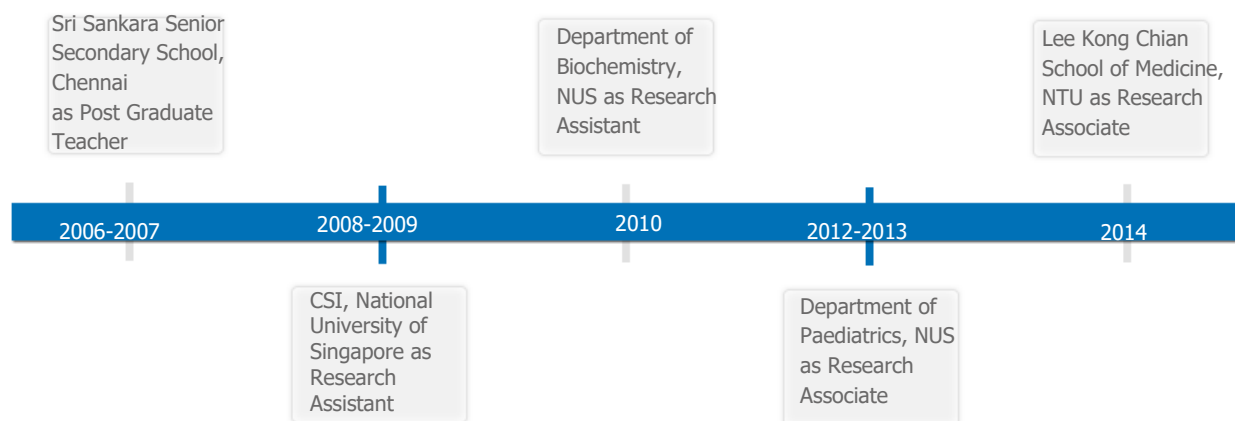 Sri Sankara Senior
Secondary School,
Chennai
as Post Graduate
Teacher
Department of
Biochemistry,
NUS as Research
Assistant
Lee Kong Chian
School of Medicine,
NTU as Research
Associate
2006-2007
2008-2009
2010
2012-2013
2014
CSI, National
University of
Singapore as
Research
Assistant
Department of
Paediatrics, NUS
as Research
Associate